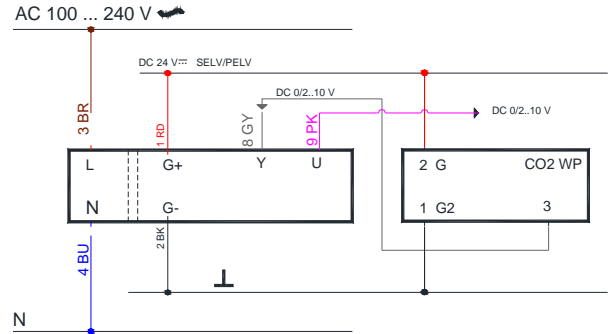 AC 100 ... 240 V
DC 24 V⎓ SELV/PELV
DC 0/2..10 V
DC 0/2..10 V
3 BR
1 RD
8 GY
9 PK
L
G+
Y
U
2 G
CO2 WP
N
G-
1 G2
3
4 BU
2 BK
N